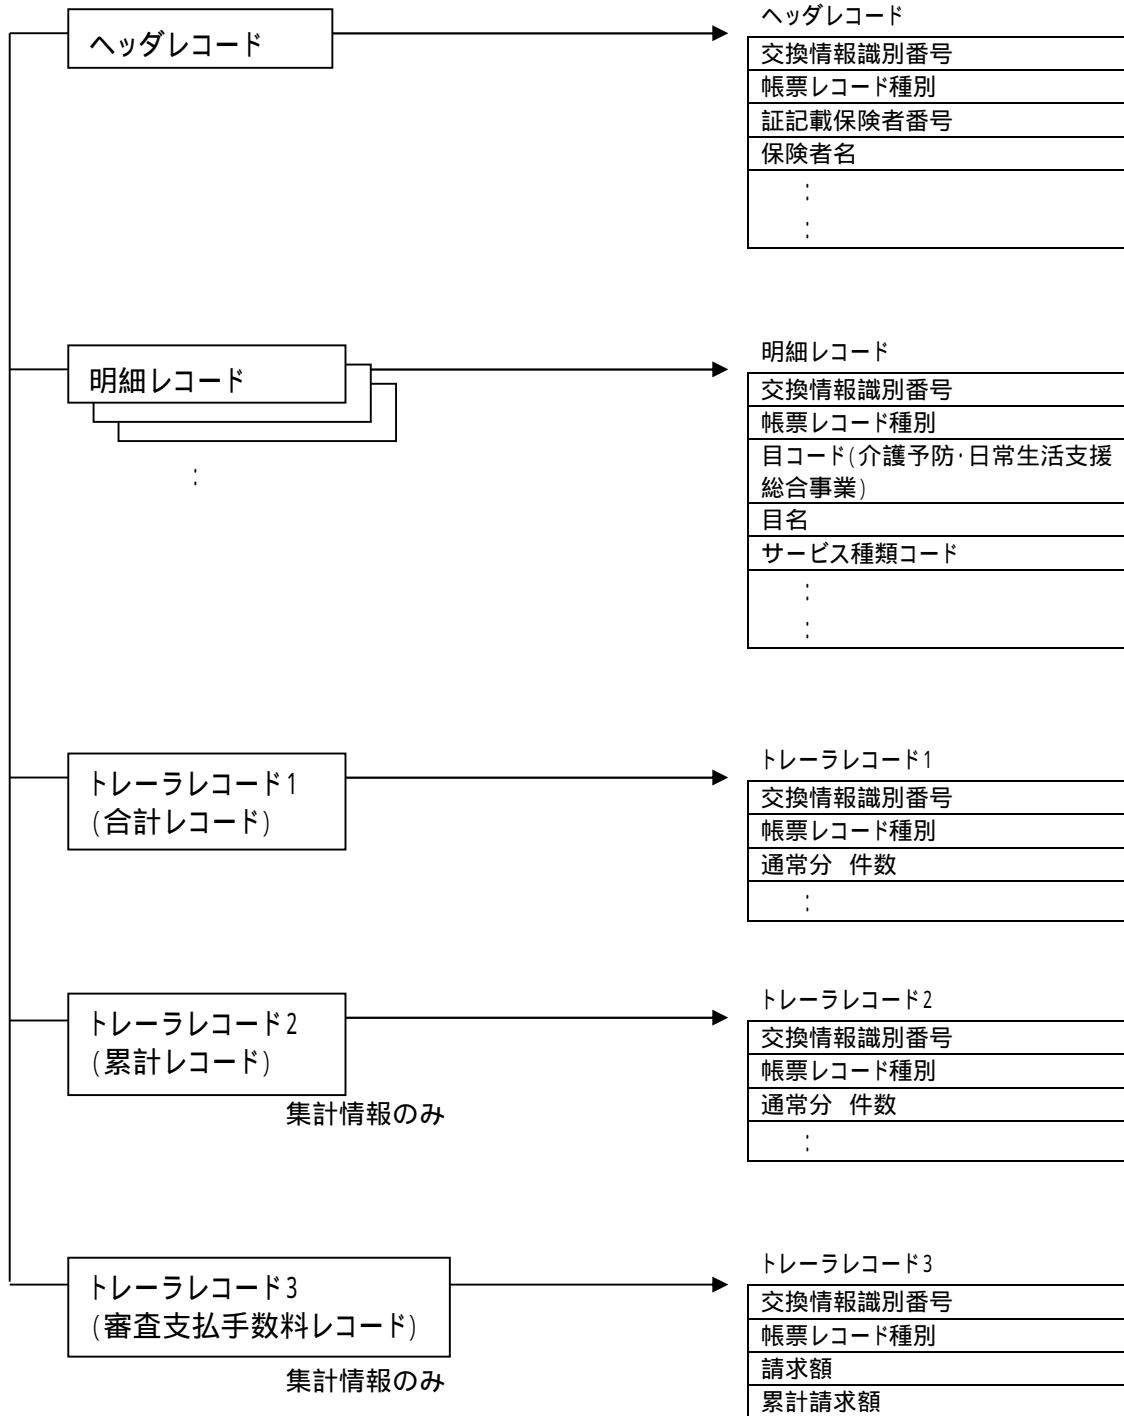 ヘッダレコード
ヘッダレコード
交換情報識別番号
帳票レコード種別
証記載保険者番号
保険者名
:
:
明細レコード
:
明細レコード
交換情報識別番号
帳票レコード種別
目コード(介護予防・日常生活支援
総合事業)
目名
サービス種類コード
:
:
トレーラレコード1
(合計レコード)
トレーラレコード1
交換情報識別番号
帳票レコード種別
通常分 件数
:
トレーラレコード2
(累計レコード)
集計情報のみ
トレーラレコード2
交換情報識別番号
帳票レコード種別
通常分 件数
:
トレーラレコード3
(審査支払手数料レコード)
集計情報のみ
トレーラレコード3
交換情報識別番号
帳票レコード種別
請求額
累計請求額